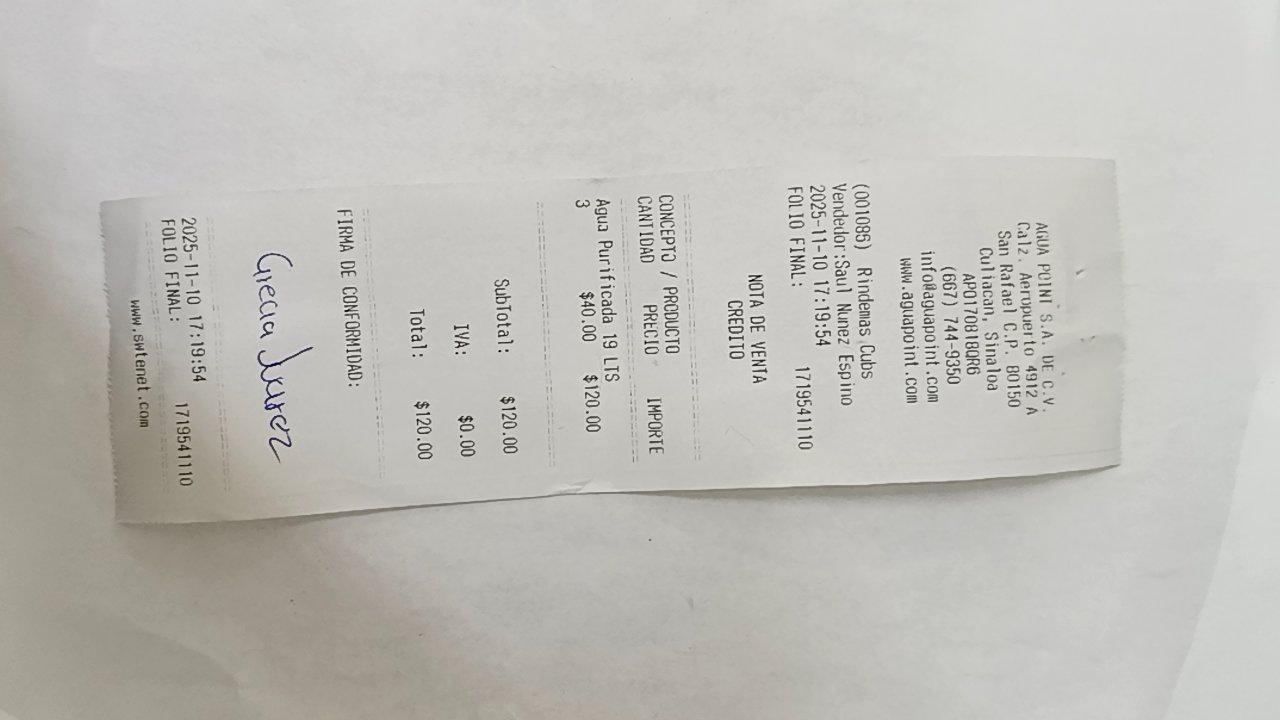 AGUA POINT S.A. DE C.V.
Calz. Aeropuerto 4912 A
San Rafael C.P. 80150
Culiacan, Sinaloa
APO170818QR6
(667) 744-9350
info@aguapoint.com
www.aguapoint.com
(001086) Rindemas Cubs
Vendedor:Saul Nunez Espino
2025-11-10 17:19:54
FOLIO FINAL: 1719541110
NOTA DE VENTA
CREDITO
CONCEPTO / PRODUCTO
CANTIDAD PRECIO IMPORTE
Agua Purificada 19 LTS
3 $40.00 $120.00
SubTotal: $120.00
IVA: $0.00
Total: $120.00
FIRMA DE CONFORMIDAD:
Grecia Juarez
2025-11-10 17:19:54
FOLIO FINAL: 1719541110
www.swtenet.com